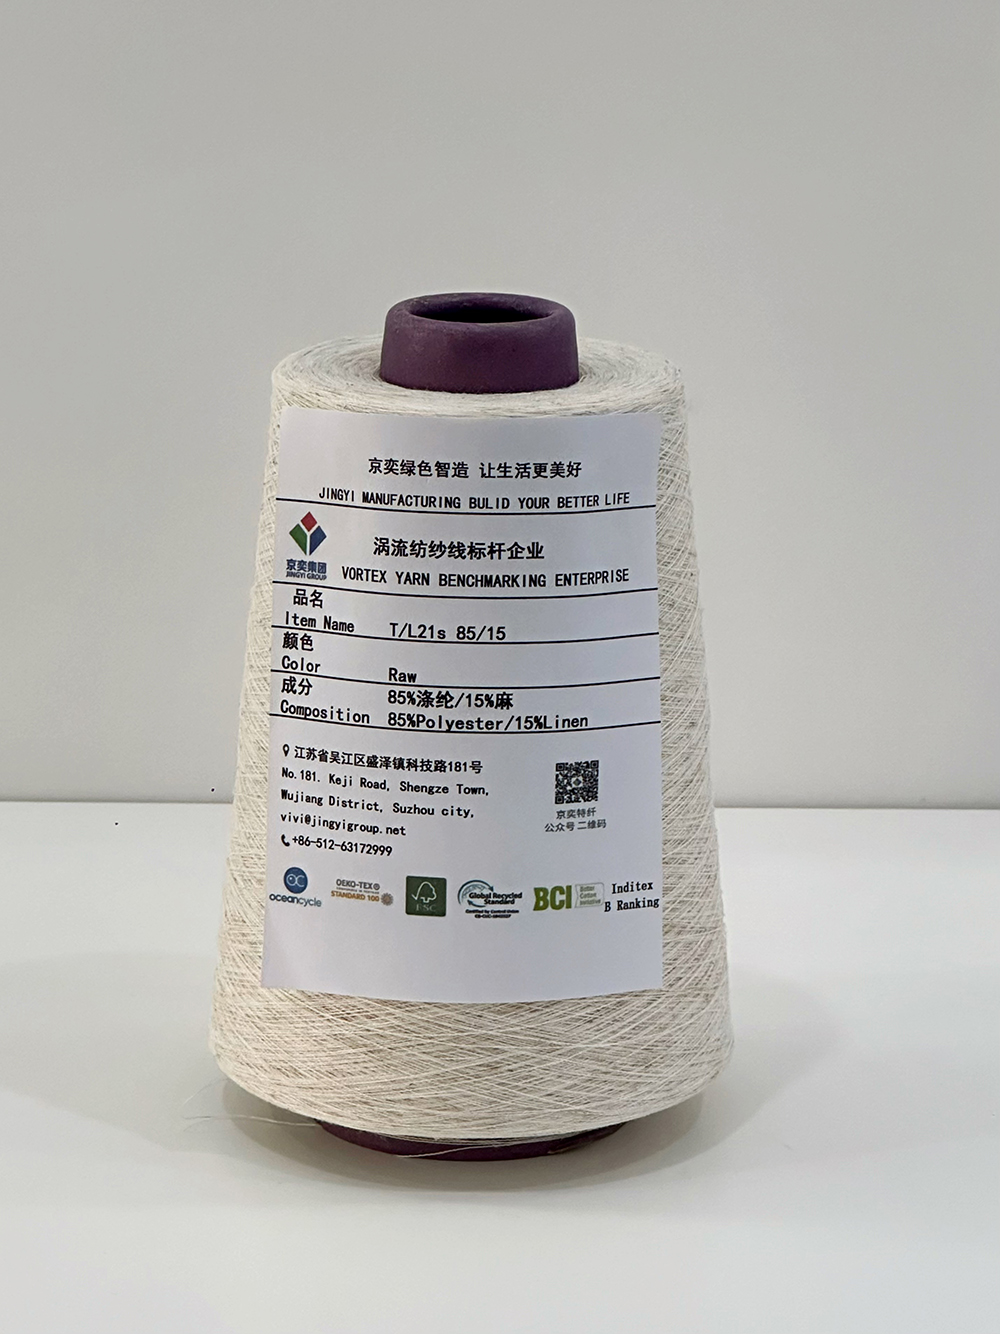 京奕绿色智造 让生活更美好
JINGYI MANUFACTURING BULID YOUR BETTER LIFE
京奕集团
JINGYI GROUP
涡流纺纱线标杆企业
VORTEX YARN BENCHMARKING ENTERPRISE
品名
Item Name T/L21s 85/15
颜色
Color Raw
成分 85%涤纶/15%麻
Composition 85%Polyester/15%Linen
江苏省吴江区盛泽镇科技路181号
No.181. Keji Road, Shengze Town,
Wujiang District, Suzhou city,
vivi@jingyigroup.net
+86-512-63172999
京奕特纤
公众号 二维码
oceancycle
OEKO-TEX®
STANDARD 100
FSC
Global Recycled
Standard
Certified by Control Union
BCI
Better
Cotton
Initiative
Inditex
B Ranking